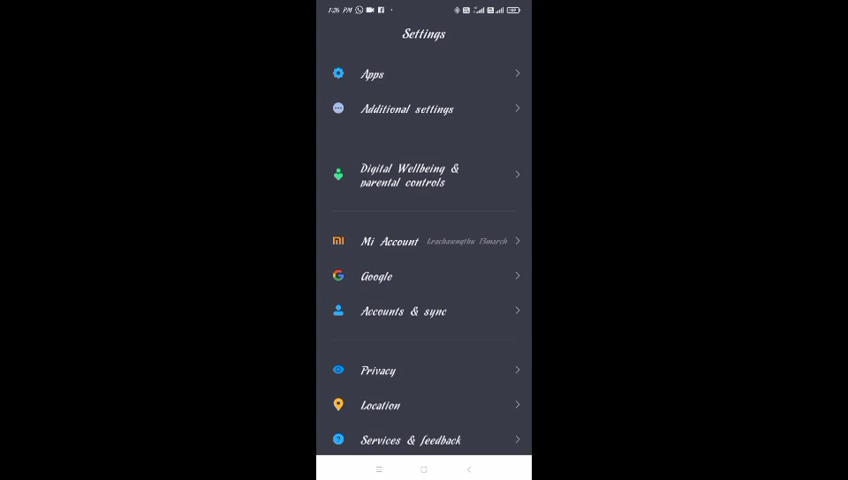 1:26 PM
Settings
Apps
Additional settings
Digital Wellbeing &
parental controls
Mi Account
Google
Accounts & sync
Privacy
Location
Services & feedback